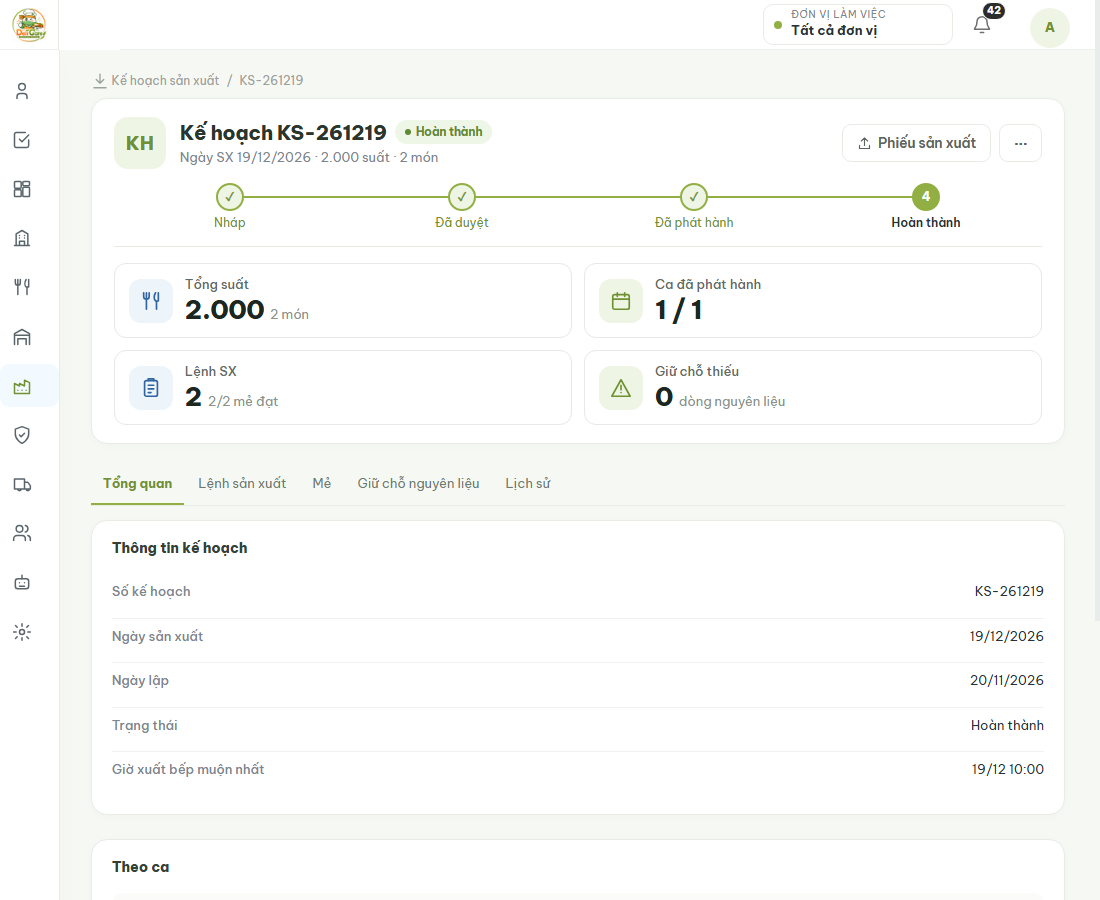 ĐƠN VỊ LÀM VIỆC
Tất cả đơn vị
42
A
Kế hoạch sản xuất / KS-261219
KH
Kế hoạch KS-261219
Hoàn thành
Ngày SX 19/12/2026 · 2.000 suất · 2 món
Phiếu sản xuất
...
4
Nháp
Đã duyệt
Đã phát hành
Hoàn thành
Tổng suất
2.000 2 món
Ca đã phát hành
1 / 1
Lệnh SX
2 2/2 mẻ đạt
Giữ chỗ thiếu
0 dòng nguyên liệu
Tổng quan
Lệnh sản xuất
Mẻ
Giữ chỗ nguyên liệu
Lịch sử
Thông tin kế hoạch
Số kế hoạch KS-261219
Ngày sản xuất 19/12/2026
Ngày lập 20/11/2026
Trạng thái Hoàn thành
Giờ xuất bếp muộn nhất 19/12 10:00
Theo ca